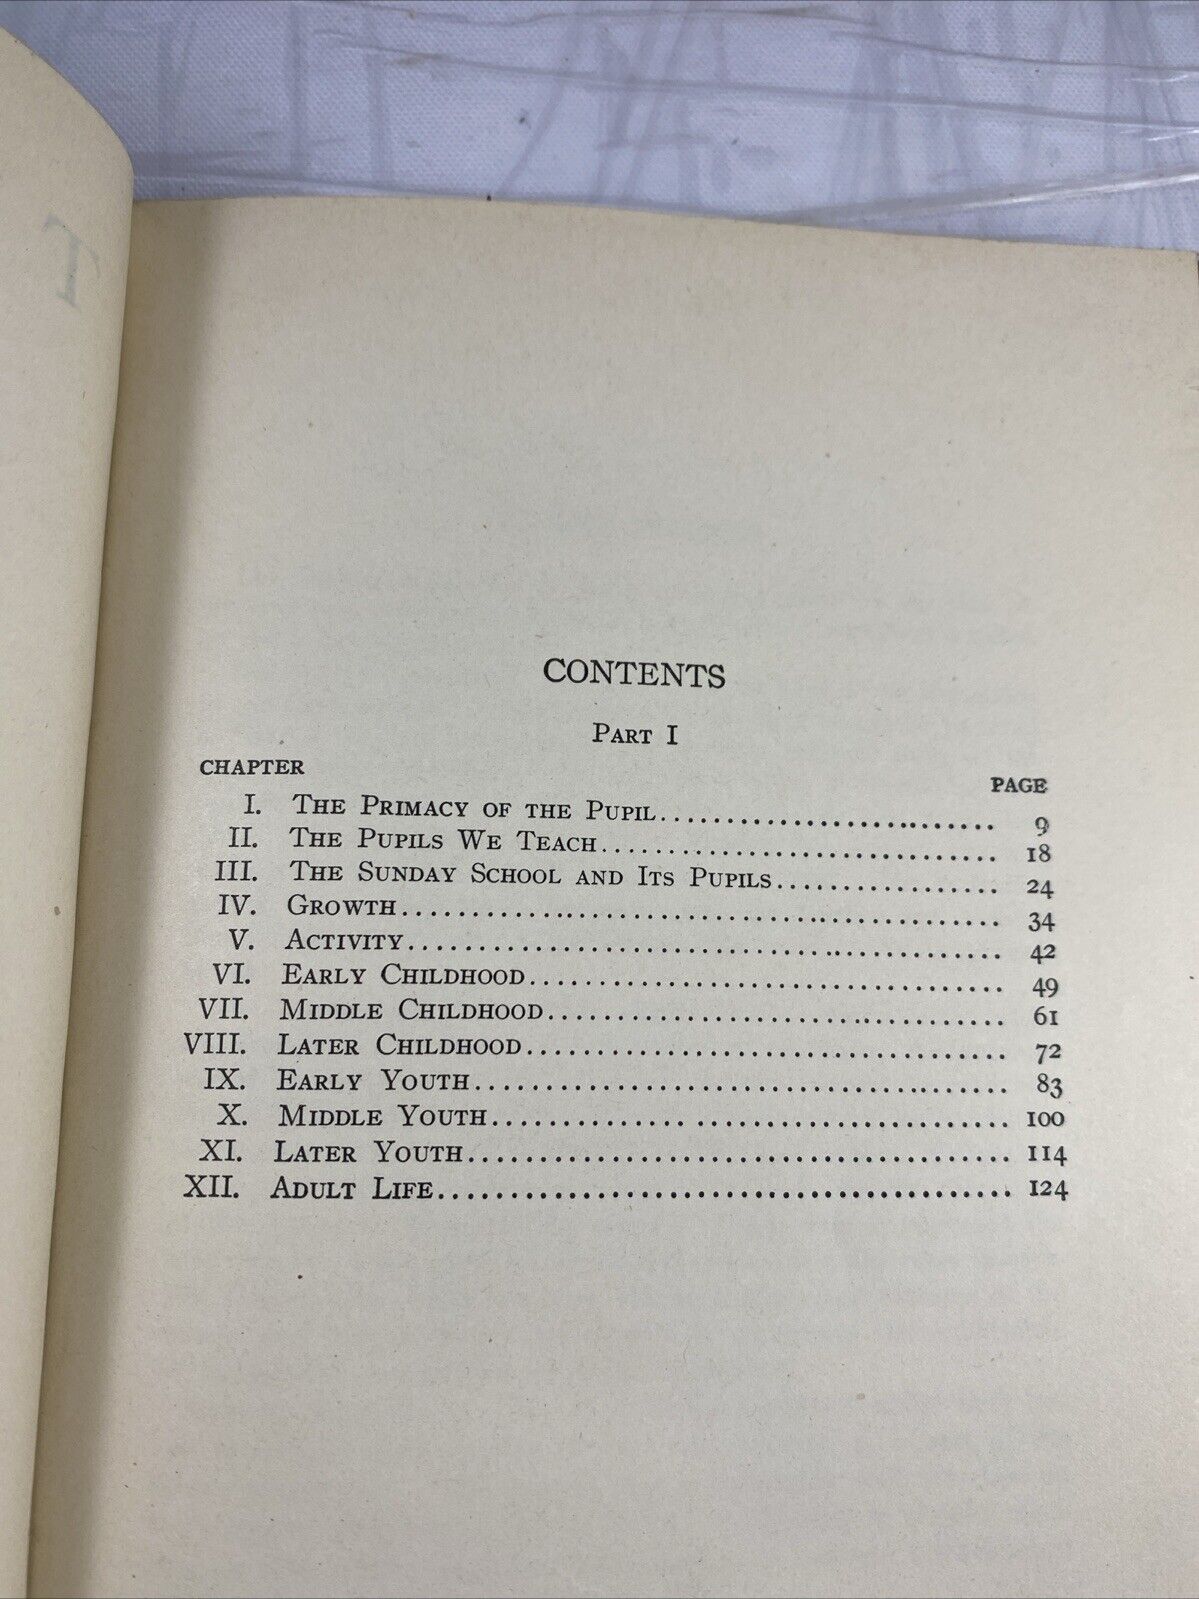 CONTENTS
Part I
CHAPTER PAGE
I. The Primacy of the Pupil........................ 9
II. The Pupils We Teach............................ 18
III. The Sunday School and Its Pupils................ 24
IV. Growth........................................ 34
V. Activity....................................... 42
VI. Early Childhood................................ 49
VII. Middle Childhood............................... 61
VIII. Later Childhood................................ 72
IX. Early Youth.................................... 83
X. Middle Youth................................... 100
XI. Later Youth.................................... 114
XII. Adult Life..................................... 124